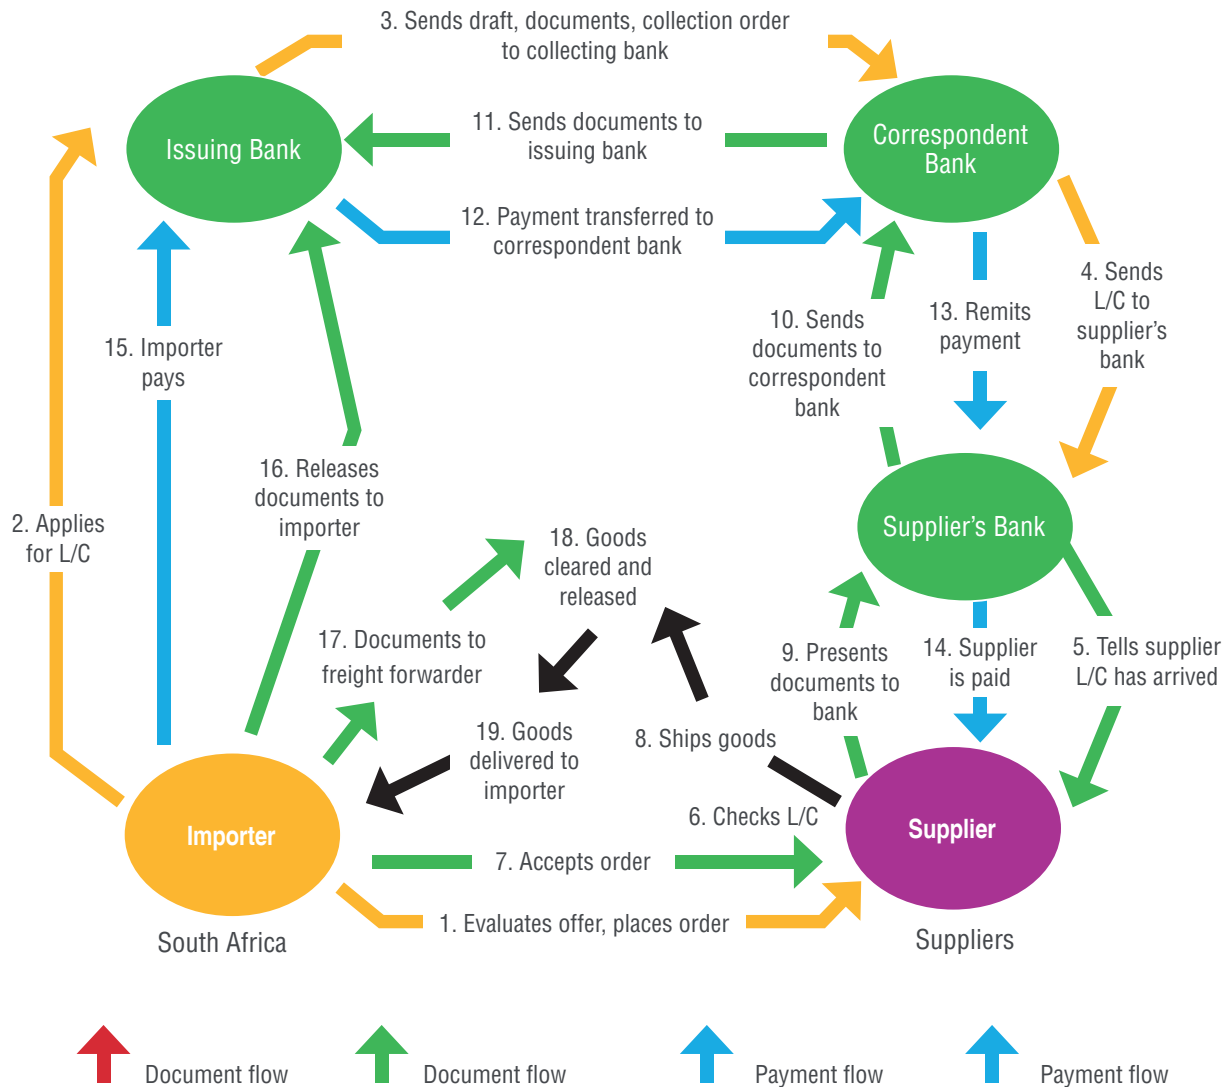 3. Sends draft, documents, collection order
to collecting bank
Issuing Bank
11. Sends documents to
issuing bank
Correspondent
Bank
12. Payment transferred to
correspondent bank
4. Sends
L/C to
supplier’s
bank
10. Sends
documents to
correspondent
bank
13. Remits
payment
15. Importer
pays
16. Releases
documents to
importer
2. Applies
for L/C
Supplier’s Bank
18. Goods
cleared and
released
17. Documents to
freight forwarder
9. Presents
documents to
bank
14. Supplier
is paid
5. Tells supplier
L/C has arrived
19. Goods
delivered to
importer
8. Ships goods
6. Checks L/C
Importer
Supplier
7. Accepts order
1. Evaluates offer, places order
South Africa
Suppliers
Document flow
Document flow
Payment flow
Payment flow